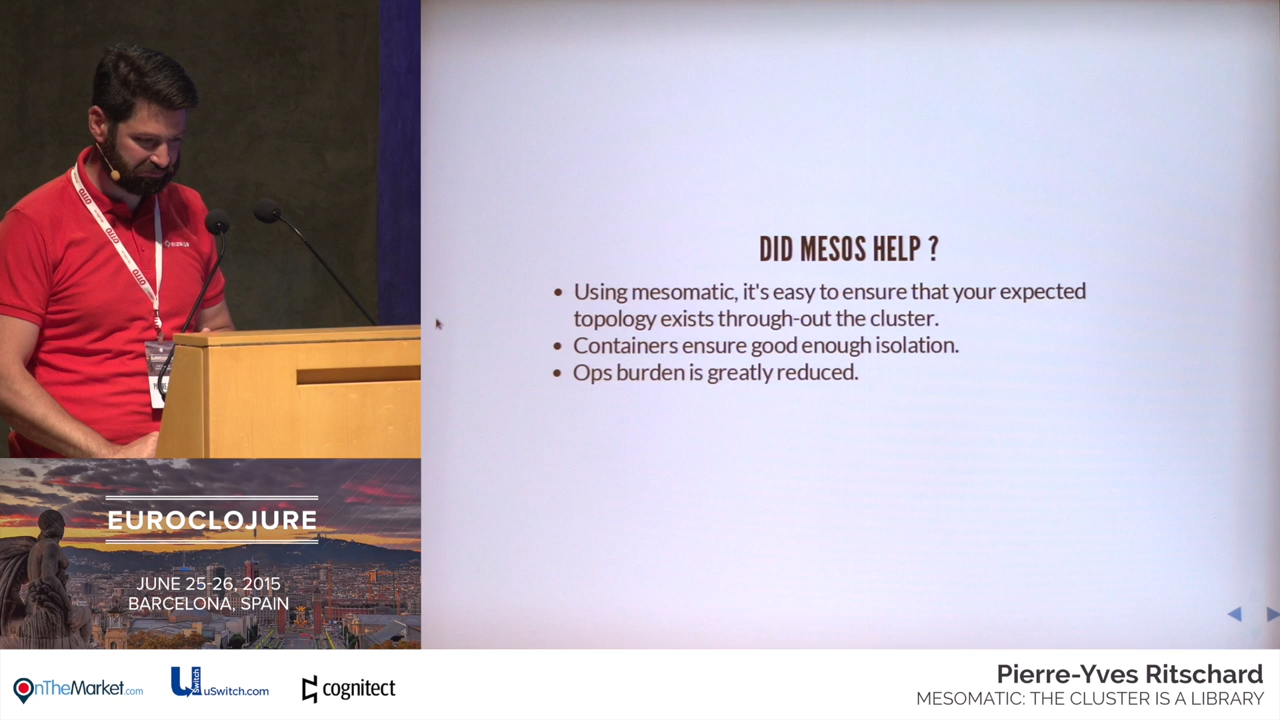 DID MESOS HELP ?
Using mesomatic, it's easy to ensure that your expected
topology exists through-out the cluster.
Containers ensure good enough isolation.
Ops burden is greatly reduced.
EUROCLOJURE
JUNE 25-26, 2015
BARCELONA, SPAIN
OnTheMarket.com
USwitch
uSwitch.com
cognitect
Pierre-Yves Ritschard
MESOMATIC: THE CLUSTER IS A LIBRARY